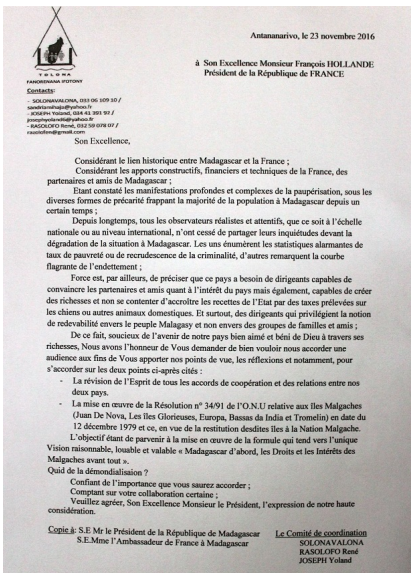 Antananarivo, le 23 novembre 2016
à Son Excellence Monsieur François HOLLANDE
Président de la République de FRANCE
TOLONA
FANORENANA IFOTONY
Contacts:
- SOLONAVALONA, 033 06 109 10 /
- JOSEPH Yoland, 034 41 393 97 /
josephyoland6@yahoo.fr
- RASOLOFO René, 032 59 078 07 /
rasolofen@gmail.com
Son Excellence,
Considérant le lien historique entre Madagascar et la France ;
Considérant les apports constructifs, financiers et techniques de la France, des
partenaires et amis de Madagascar ;
Etant constaté les manifestations profondes et complexes de la paupérisation, sous les
diverses formes de précarité frappant la majorité de la population à Madagascar depuis un
certain temps ;
Depuis longtemps, tous les observateurs réalistes et attentifs, que ce soit à l'échelle
nationale ou au niveau international, n'ont cessé de partager leurs inquiétudes devant la
dégradation de la situation à Madagascar. Les uns énumèrent les statistiques alarmantes de
taux de pauvreté ou de recrudescence de la criminalité, d'autres remarquent la courbe
flagrante de l'endettement ;
Force est, par ailleurs, de préciser que ce pays a besoin de dirigeants capables de
convaincre les partenaires et amis quant à l'intérêt du pays mais également, capables de créer
des richesses et non se contenter d'accroître les recettes de l'Etat par des taxes prélevées sur
les chiens ou autres animaux domestiques. Et surtout, des dirigeants qui privilégient la notion
de redevabilité envers le peuple Malagasy et non envers des groupes de familles et amis ;
De ce fait, soucieux de l'avenir de notre pays bien aimé et béni de Dieu à travers ses
richesses, Nous avons l'honneur de Vous demander de bien vouloir nous accorder une
audience aux fins de Vous apporter nos points de vue, les réflexions et notamment, pour
s'accorder sur les deux points ci-après cités :
- La révision de l'Esprit de tous les accords de coopération et des relations entre nos
deux pays.
- La mise en œuvre de la Résolution n° 34/91 de l'O.N.U relative aux îles Malgaches
(Juan De Nova, Les îles Glorieuses, Europa, Bassas da India et Tromelin) en date du
12 décembre 1979 et ce, en vue de la restitution desdites îles à la Nation Malgache.
L'objectif étant de parvenir à la mise en œuvre de la formule qui tend vers l'unique
Vision raisonnable, louable et valable « Madagascar d'abord, les Droits et les Intérêts des
Malgaches avant tout ».
Quid de la démondialisaion ?
Confiant de l'importance que vous saurez accorder ;
Comptant sur votre collaboration certaine ;
Veuillez agréer, Son Excellence Monsieur le Président, l'expression de notre haute
considération.
Copie à: S.E Mr le Président de la République de Madagascar
S.E.Mme l'Ambassadeur de France à Madagascar
Le Comité de coordination
SOLONAVALONA
RASOLOFO René
JOSEPH Yoland